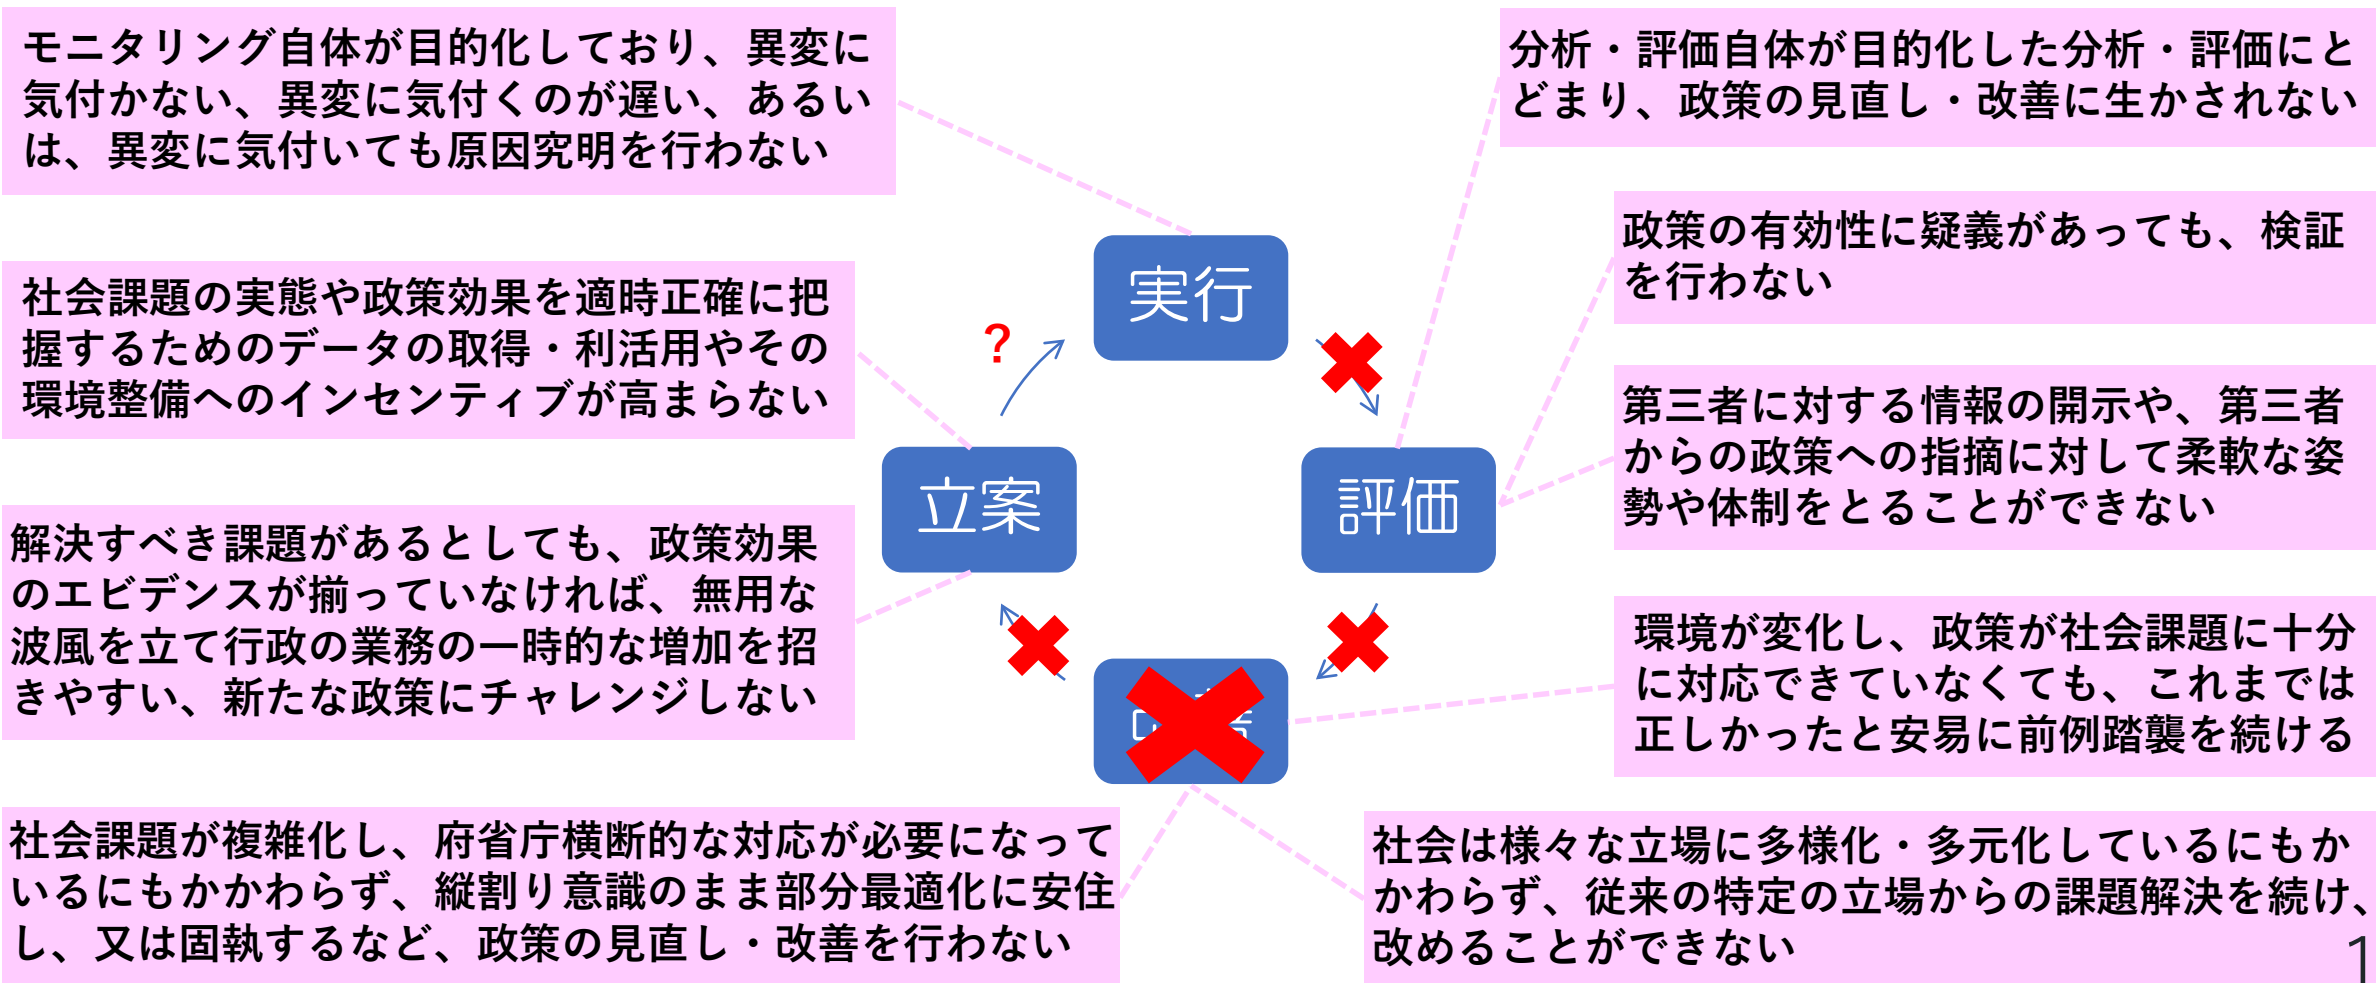 モニタリング自体が目的化しており、異変に
気付かない、異変に気付くのが遅い、あるい
は、異変に気付いても原因究明を行わない
分析・評価自体が目的化した分析・評価にと
どまり、政策の見直し・改善に生かされない
政策の有効性に疑義があっても、検証
を行わない
社会課題の実態や政策効果を適時正確に把
握するためのデータの取得・利活用やその
環境整備へのインセンティブが高まらない
実行
?
第三者に対する情報の開示や、第三者
からの政策への指摘に対して柔軟な姿
勢や体制をとることができない
立案
評価
解決すべき課題があるとしても、政策効果
のエビデンスが揃っていなければ、無用な
波風を立て行政の業務の一時的な増加を招
きやすい、新たな政策にチャレンジしない
環境が変化し、政策が社会課題に十分
に対応できていなくても、これまでは
正しかったと安易に前例踏襲を続ける
社会課題が複雑化し、府省庁横断的な対応が必要になって
いるにもかかわらず、縦割り意識のまま部分最適化に安住
し、又は固執するなど、政策の見直し・改善を行わない
社会は様々な立場に多様化・多元化しているにもか
かわらず、従来の特定の立場からの課題解決を続け、
改めることができない
1